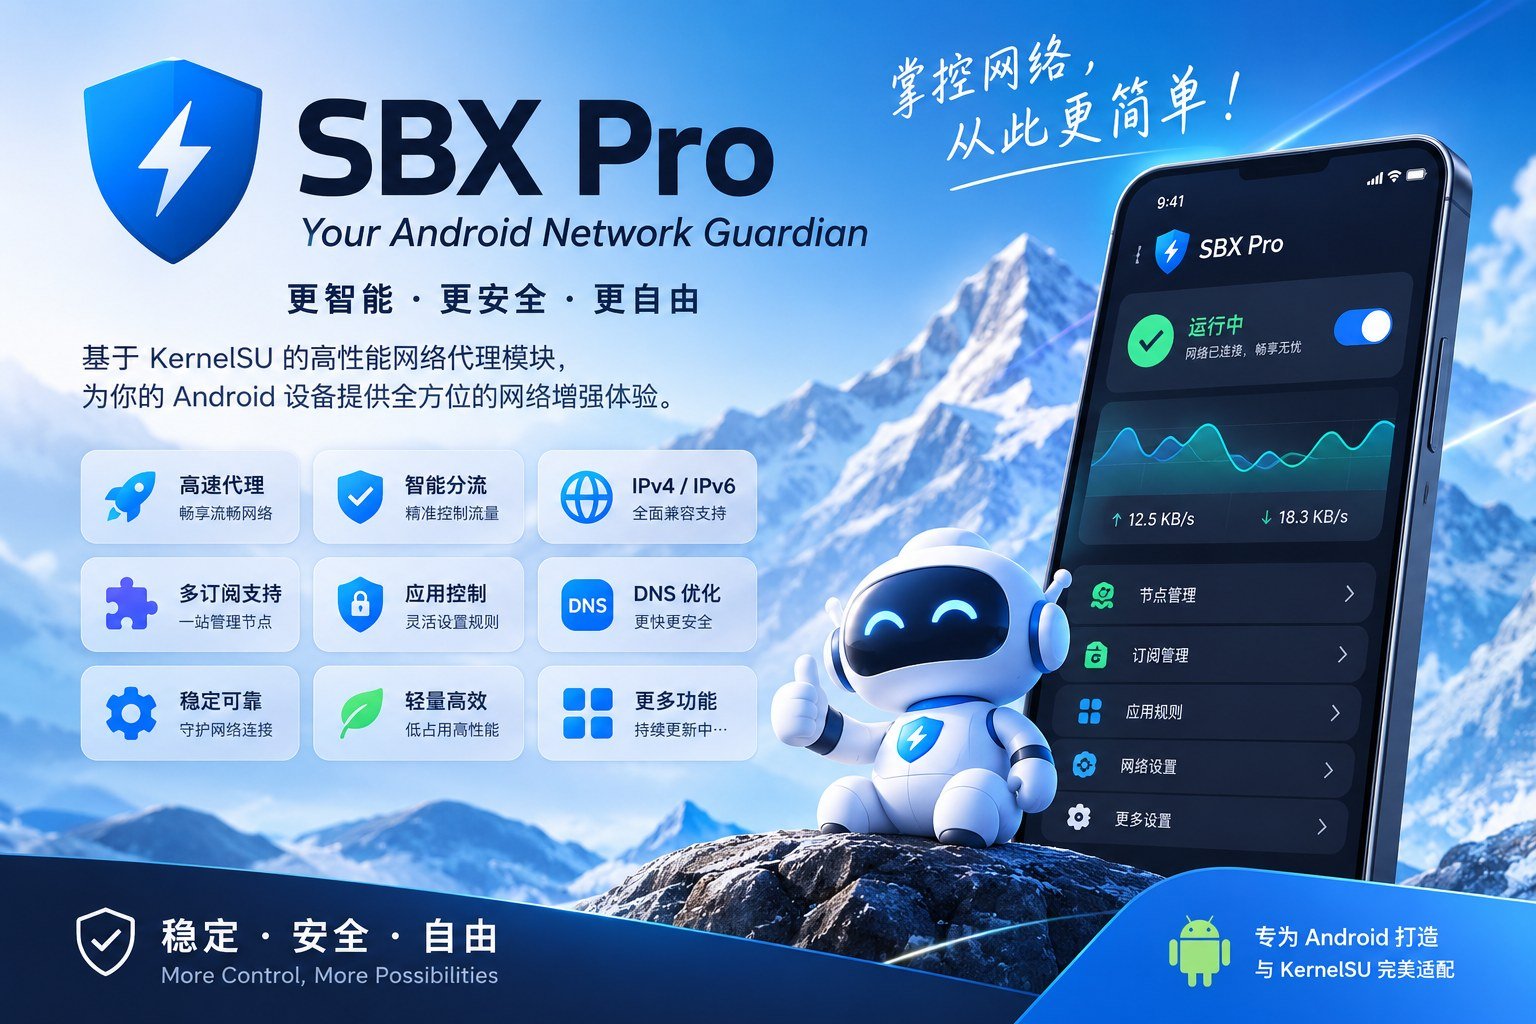 SBX Pro
Your Android Network Guardian
更智能 · 更安全 · 更自由
基于 KernelSU 的高性能网络代理模块，
为你的 Android 设备提供全方位的网络增强体验。
掌控网络，
从此更简单！
高速代理
畅享流畅网络
智能分流
精准控制流量
IPv4 / IPv6
全面兼容支持
多订阅支持
一站管理节点
应用控制
灵活设置规则
DNS
DNS 优化
更快更安全
稳定可靠
守护网络连接
轻量高效
低占用高性能
更多功能
持续更新中···
9:41
SBX Pro
运行中
网络已连接，畅享无忧
↑ 12.5 KB/s
↓ 18.3 KB/s
节点管理
订阅管理
应用规则
网络设置
更多设置
稳定 · 安全 · 自由
More Control, More Possibilities
专为 Android 打造
与 KernelSU 完美适配